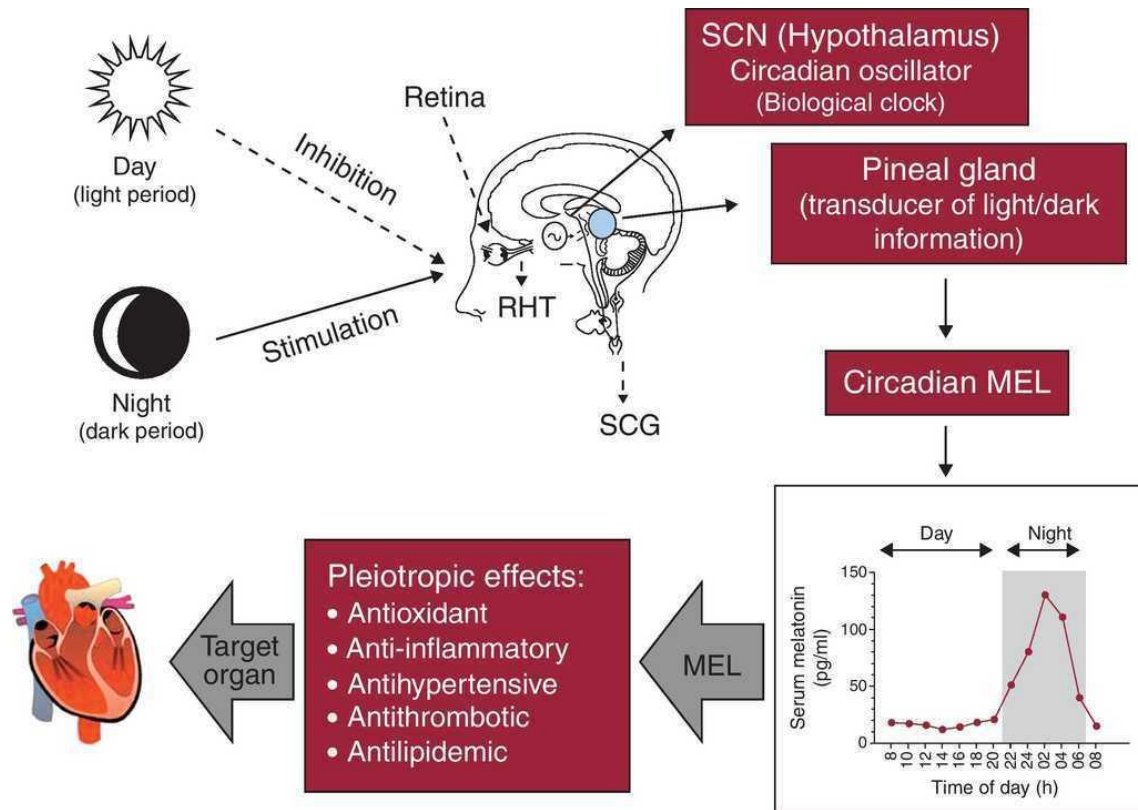 SCN (Hypothalamus)
Circadian oscillator
(Biological clock)
Retina
Day
(light period)
Inhibition
Pineal gland
(transducer of light/dark
information)
RHT
Stimulation
Night
(dark period)
SCG
Circadian MEL
Pleiotropic effects:
• Antioxidant
• Anti-inflammatory
• Antihypertensive
• Antithrombotic
• Antilipidemic
Target
organ
MEL
Day
Night
Serum melatonin
(pg/ml)
150
100
50
0
8 10 12 14 16 18 20 22 24 02 04 06 08
Time of day (h)